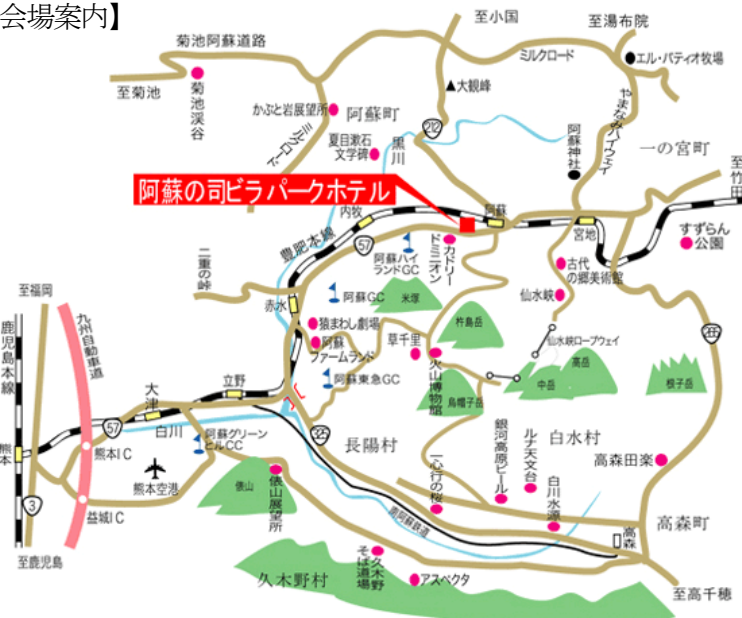 会場案内】
至小国
至湯布院
菊池阿蘇道路
ミルクロード
エル・パティオ牧場
至菊池
菊池渓谷
▲大観峰
やまなみハイウェイ
かぶと岩展望所
阿蘇町
212
ミルクロード
夏目漱石
文学碑
黒川
阿蘇神社
一の宮町
至竹田
阿蘇の司ビラパークホテル
内牧
阿蘇
宮地
すずらん
公園
豊肥本線
57
カドリー
ドミニオン
阿蘇ハイ
ランドGC
二重の峠
古代
の郷美術館
至福岡
九州自動車道
阿蘇GC
米塚
仙水峡
赤水
鹿児島本線
猿まわし劇場
草千里
杵島岳
阿蘇
ファームランド
仙水峡ロープウェイ
火山博物館
高岳
阿蘇東急GC
中岳
根子岳
烏帽子岳
大津
立野
57
白川
阿蘇グリーン
ヒルCC
325
長陽村
白水村
熊本
熊本IC
銀河高原ビール
ルナ天文台
高森田楽
一心行の桜
白川水源
熊本空港
俵山
俵山展望所
3
益城IC
南阿蘇鉄道
高森
高森町
至鹿児島
久木野村
久木野
そば道場
アスペクタ
至高千穂